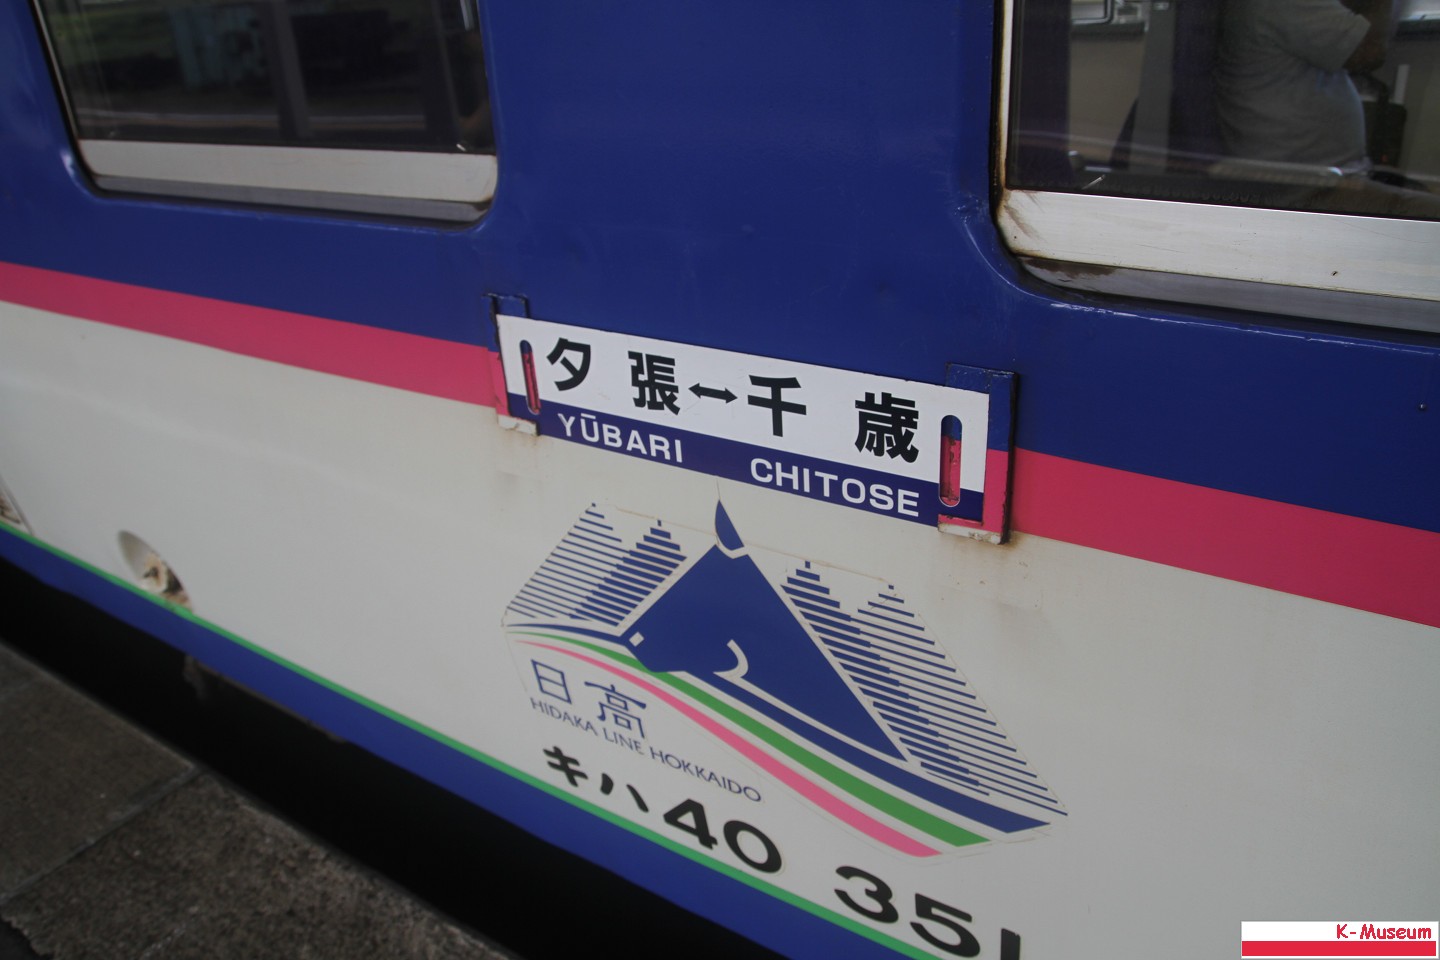 夕張↔千歳
YŪBARI CHITOSE
日高
HIDAKA LINE HOKKAIDO
キハ40 351
K-Museum